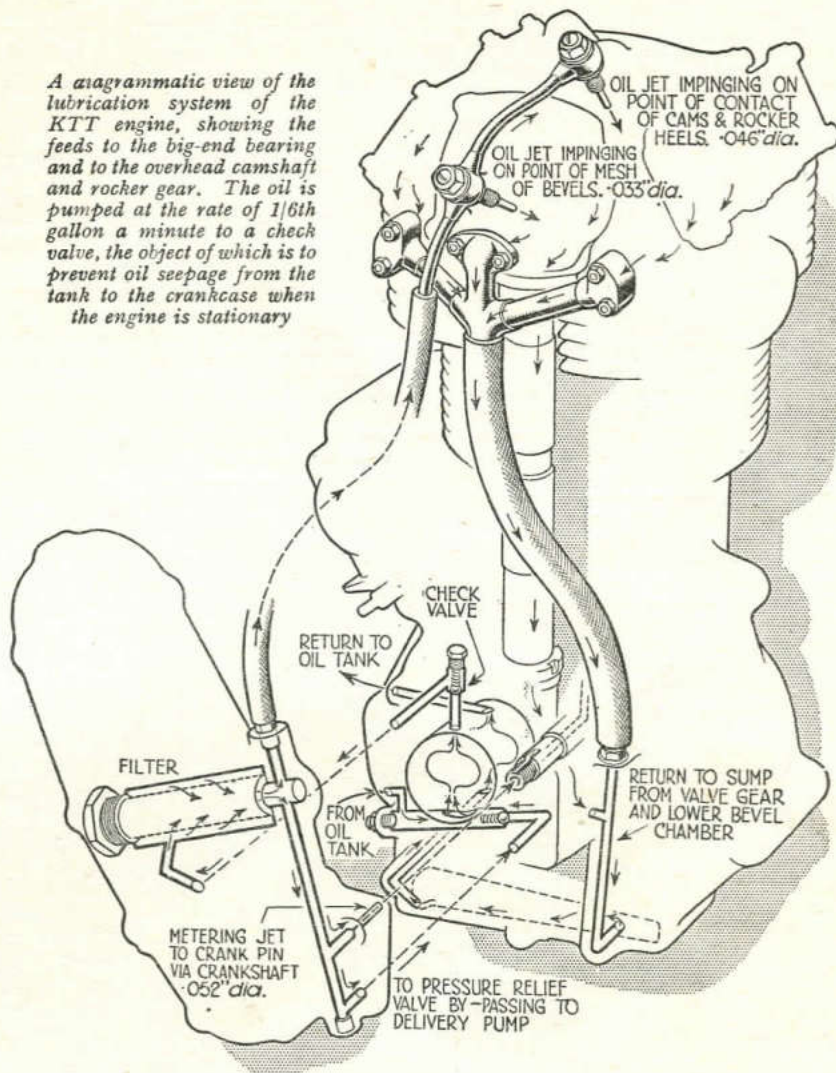 A diagrammatic view of the
lubrication system of the
KTT engine, showing the
feeds to the big-end bearing
and to the overhead camshaft
and rocker gear. The oil is
pumped at the rate of 1/6th
gallon a minute to a check
valve, the object of which is to
prevent oil seepage from the
tank to the crankcase when
the engine is stationary
OIL JET IMPINGING ON
POINT OF CONTACT
OF CAMS & ROCKER
HEELS. ·046" dia.
OIL JET IMPINGING
ON POINT OF MESH
OF BEVELS. ·033" dia.
CHECK
VALVE
RETURN TO
OIL TANK
FILTER
FROM
OIL
TANK
RETURN TO SUMP
FROM VALVE GEAR
AND LOWER BEVEL
CHAMBER
METERING JET
TO CRANK PIN
VIA CRANKSHAFT
·052" dia.
TO PRESSURE RELIEF
VALVE BY-PASSING TO
DELIVERY PUMP